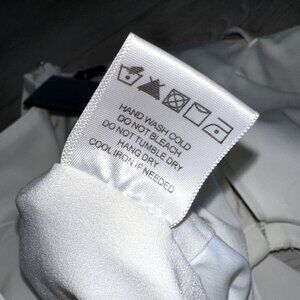 HAND WASH COLD
DO NOT BLEACH
DO NOT TUMBLE DRY
HANG DRY
COOL IRON IF NEEDED